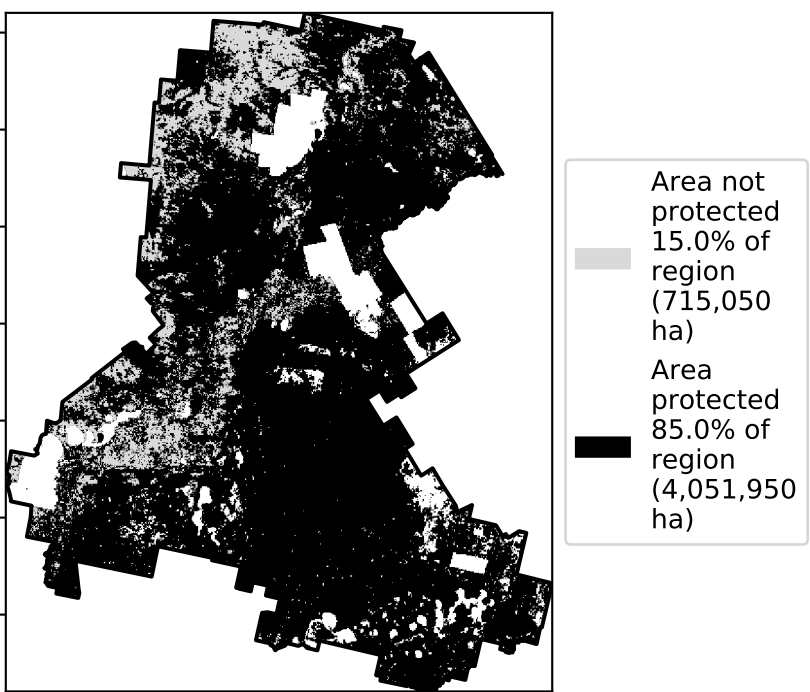 Area not
protected
15.0% of
region
(715,050
ha)
Area
protected
85.0% of
region
(4,051,950
ha)